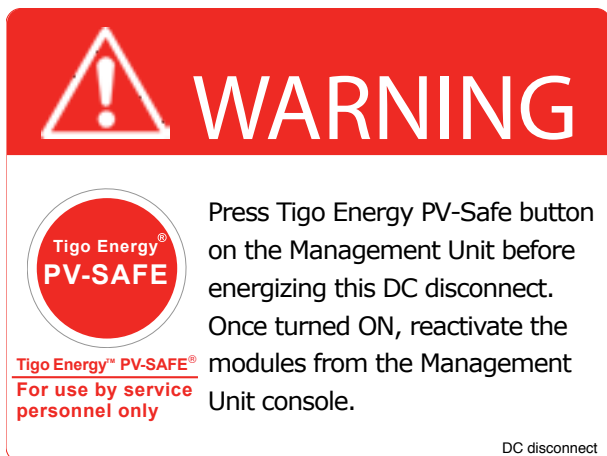 WARNING
Tigo Energy®
PV-SAFE
Tigo Energy™ PV-SAFE®
For use by service
personnel only
Press Tigo Energy PV-Safe button
on the Management Unit before
energizing this DC disconnect.
Once turned ON, reactivate the
modules from the Management
Unit console.
DC disconnect